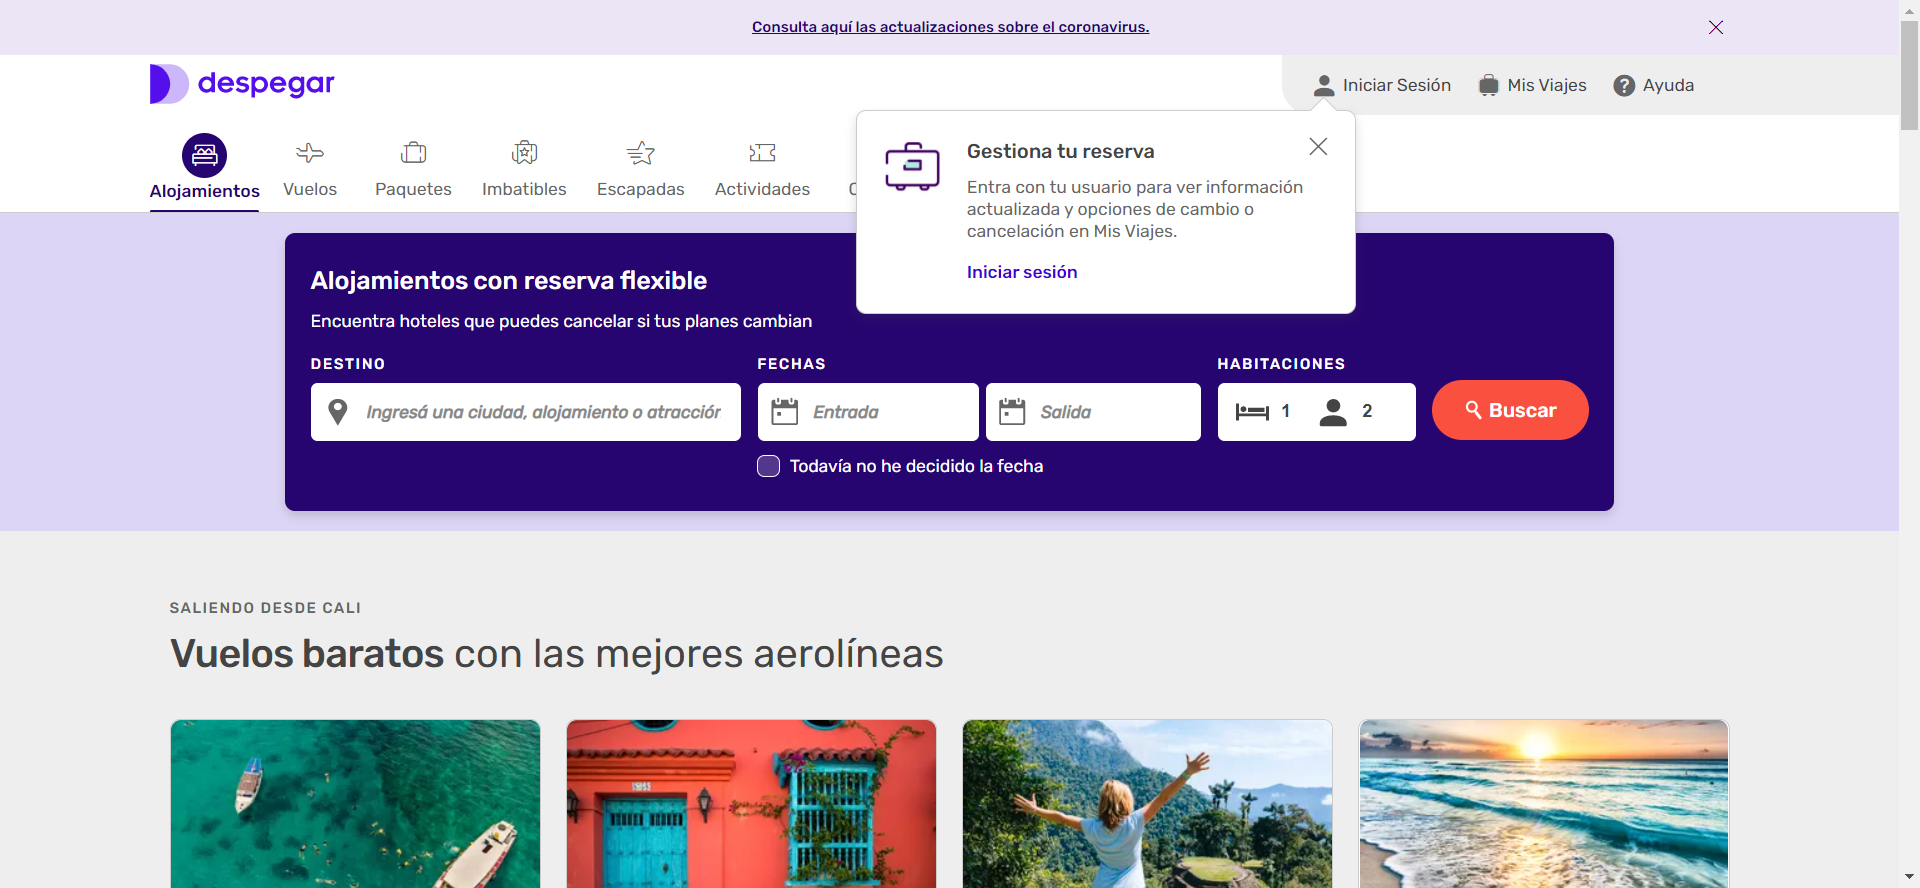 Consulta aquí las actualizaciones sobre el coronavirus.
despegar
Iniciar Sesión
Mis Viajes
? Ayuda
Alojamientos
Vuelos
Paquetes
Imbatibles
Escapadas
Actividades
Gestiona tu reserva
Entra con tu usuario para ver información
actualizada y opciones de cambio o
cancelación en Mis Viajes.
Iniciar sesión
Alojamientos con reserva flexible
Encuentra hoteles que puedes cancelar si tus planes cambian
DESTINO
FECHAS
HABITACIONES
Ingresá una ciudad, alojamiento o atracción
Entrada
Salida
1
2
Buscar
Todavía no he decidido la fecha
SALIENDO DESDE CALI
Vuelos baratos con las mejores aerolíneas